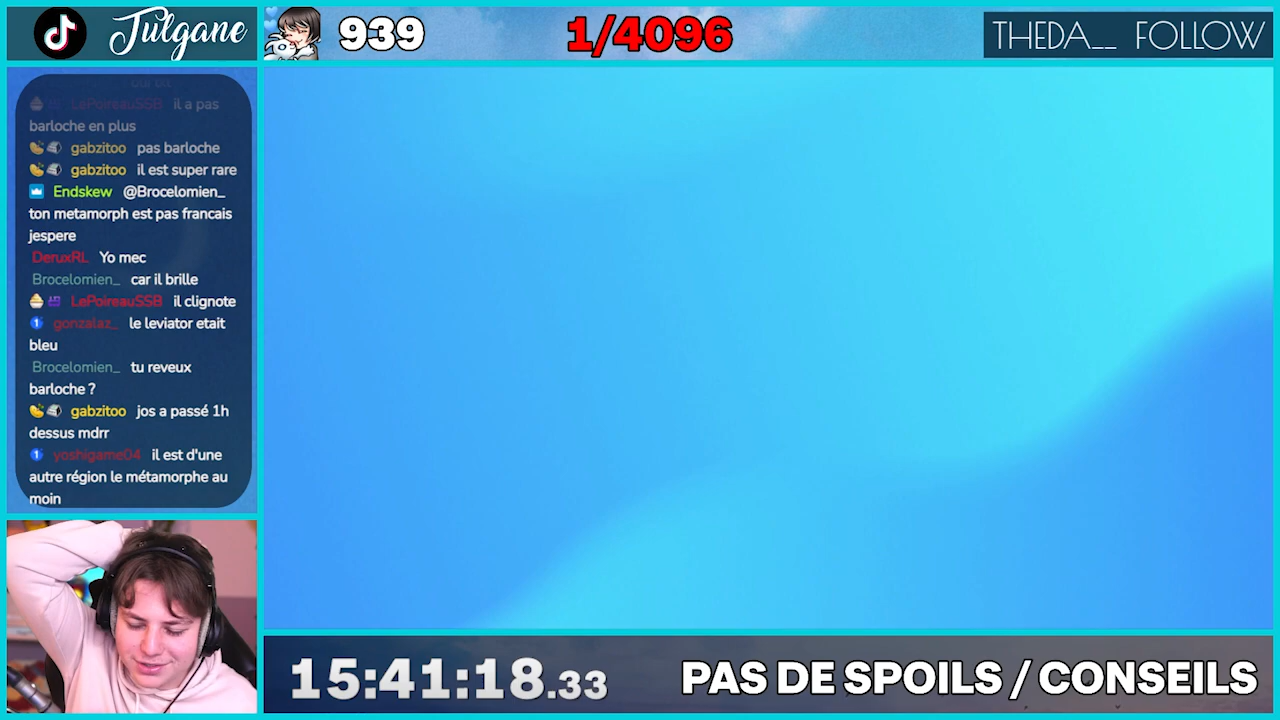 Julgane
939
1/4096
THEDA__ FOLLOW
LePoireauSSB il a pas
barloche en plus
gabzitoo pas barloche
gabzitoo il est super rare
Endskew @Brocelomien_
ton metamorph est pas francais
jespere
DeruxRL Yo mec
Brocelomien_ car il brille
LePoireauSSB il clignote
1 gonzalaz_ le leviator etait
bleu
Brocelomien_ tu reveux
barloche ?
gabzitoo jos a passé 1h
dessus mdrr
1 yoshigame04 il est d'une
autre région le métamorphe au
moin
15:41:18.33
PAS DE SPOILS / CONSEILS